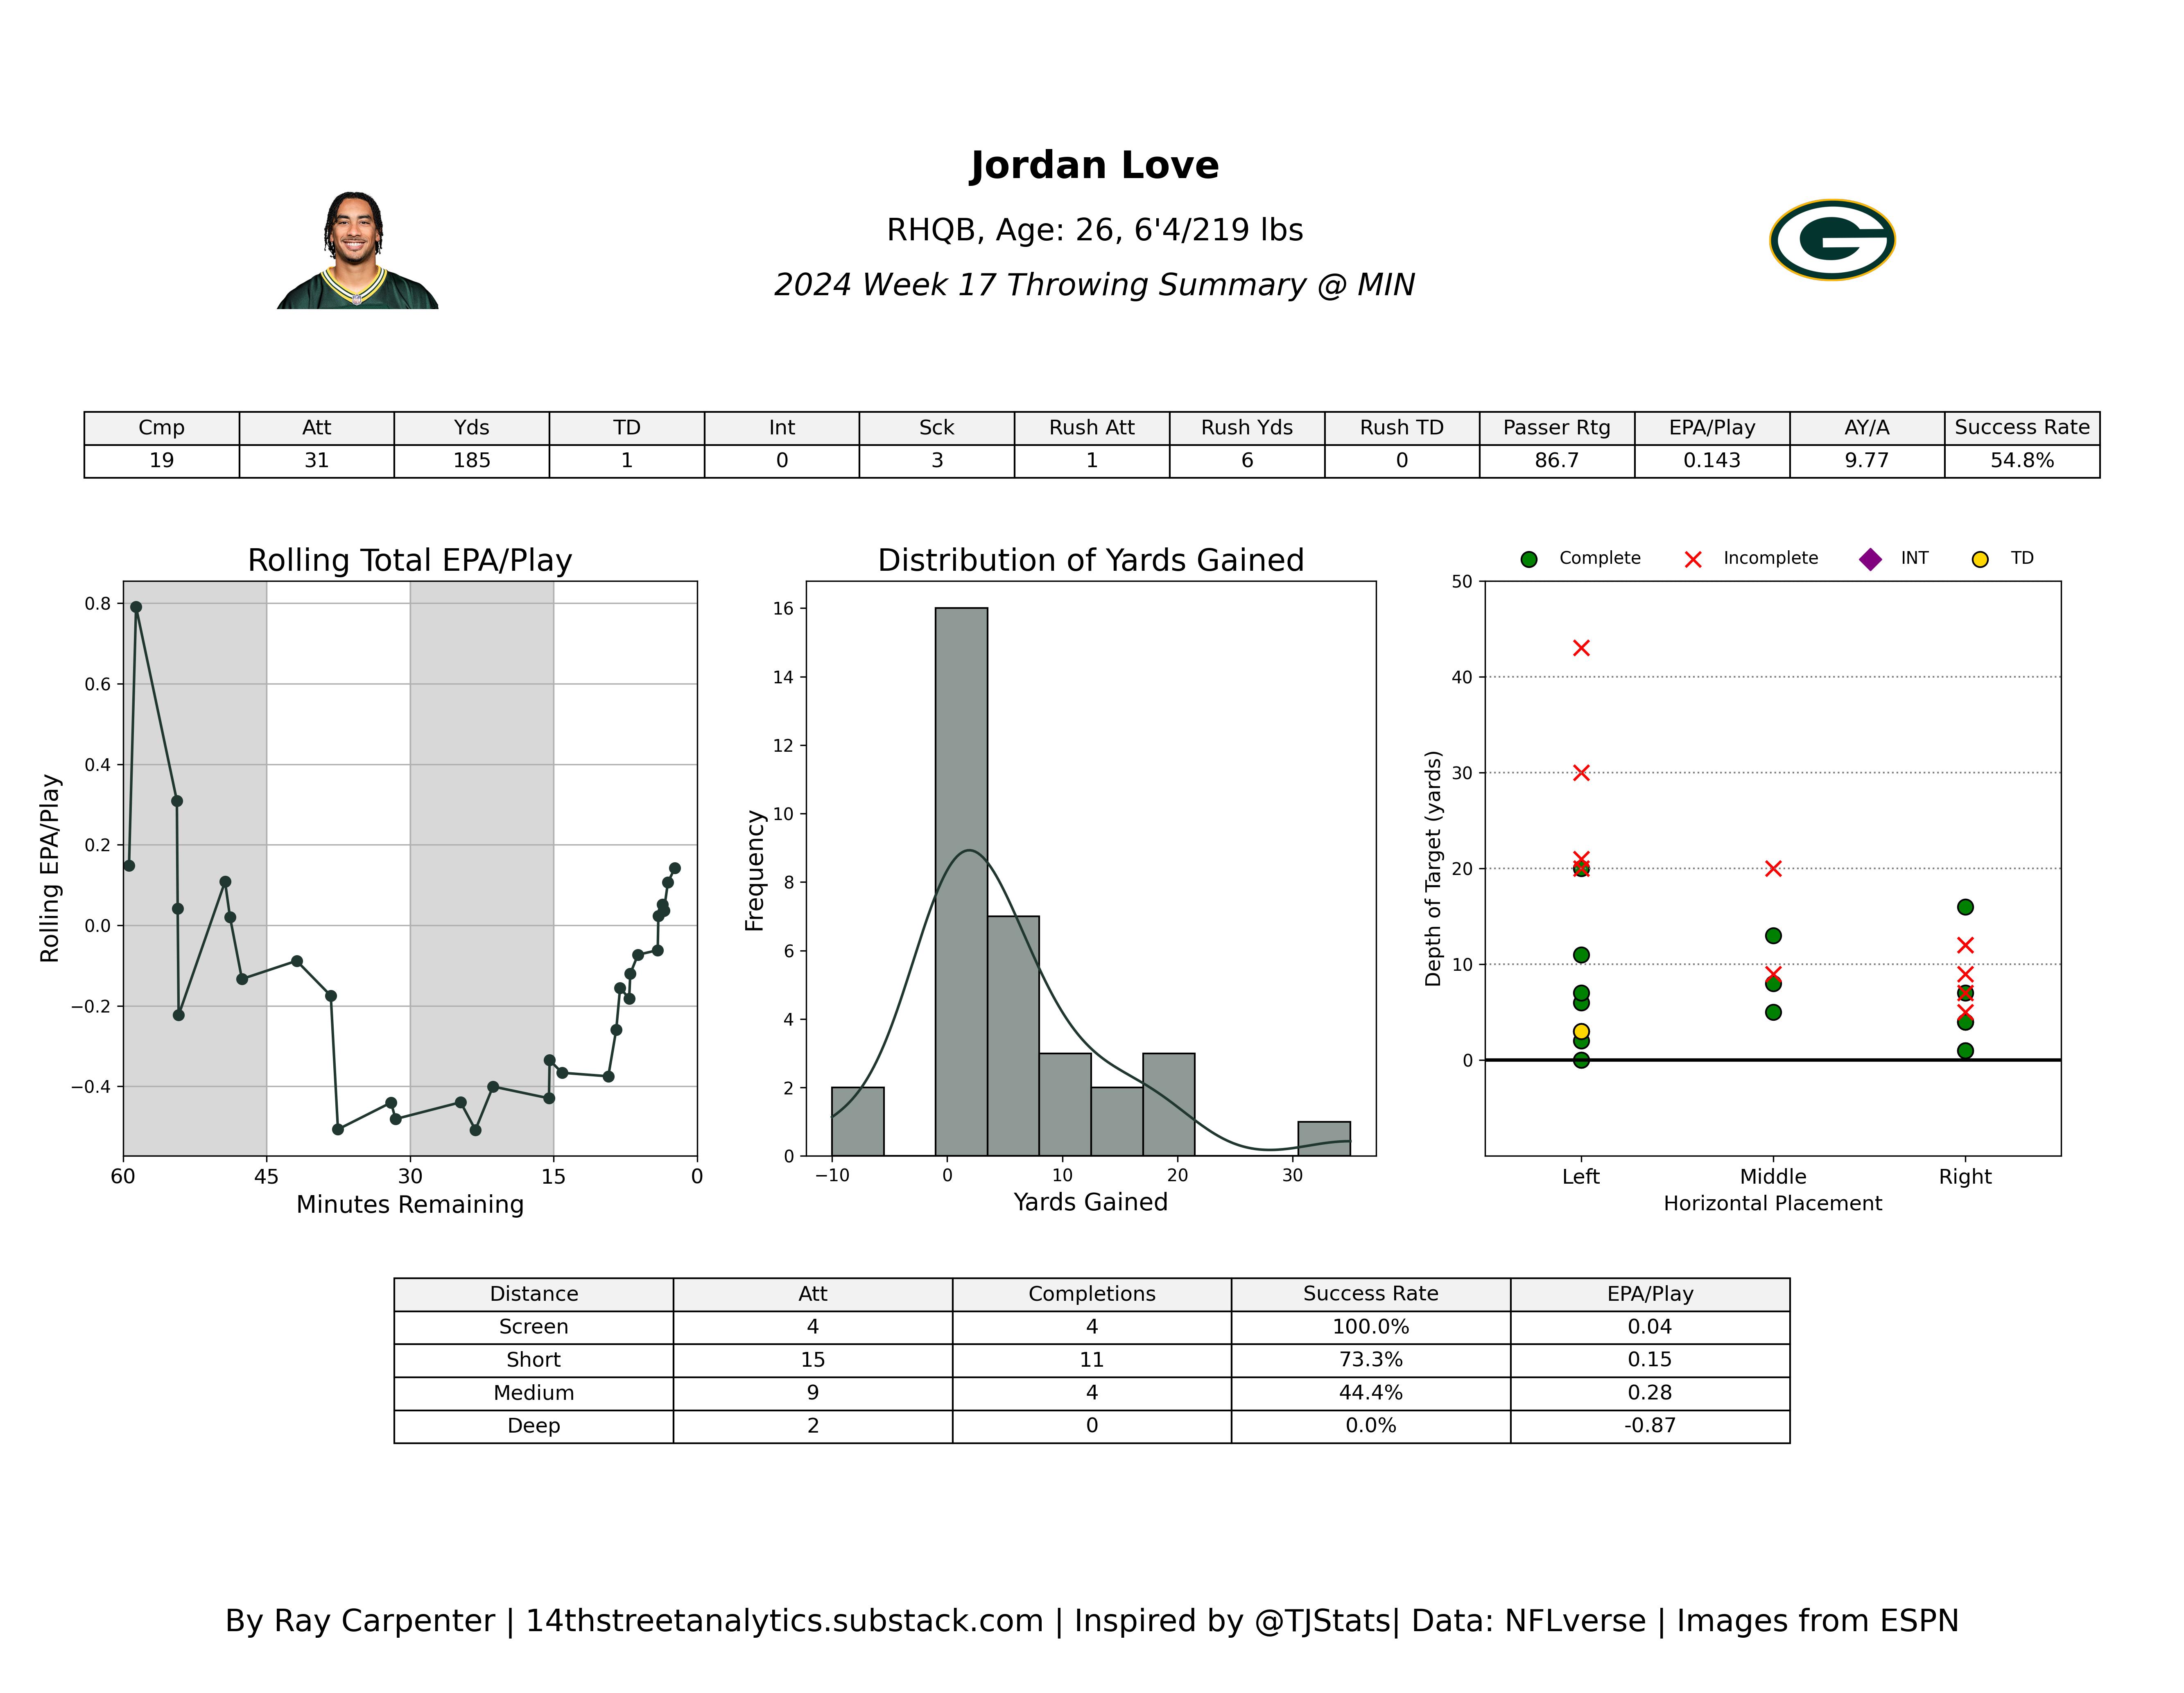 Jordan Love
RHQB, Age: 26, 6'4/219 lbs
2024 Week 17 Throwing Summary @ MIN
Cmp Att Yds TD Int Sck Rush Att Rush Yds Rush TD Passer Rtg EPA/Play AY/A Success Rate
19 31 185 1 0 3 1 6 0 86.7 0.143 9.77 54.8%
Rolling Total EPA/Play
0.8
0.6
0.4
0.2
0.0
−0.2
−0.4
Rolling EPA/Play
60 45 30 15 0
Minutes Remaining
Distribution of Yards Gained
16
14
12
10
8
6
4
2
0
Frequency
−10 0 10 20 30
Yards Gained
Complete Incomplete INT TD
50
40
30
20
10
0
Depth of Target (yards)
Left Middle Right
Horizontal Placement
Distance Att Completions Success Rate EPA/Play
Screen 4 4 100.0% 0.04
Short 15 11 73.3% 0.15
Medium 9 4 44.4% 0.28
Deep 2 0 0.0% -0.87
By Ray Carpenter | 14thstreetanalytics.substack.com | Inspired by @TJStats| Data: NFLverse | Images from ESPN